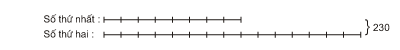 Số thứ nhất :
Số thứ hai :
230